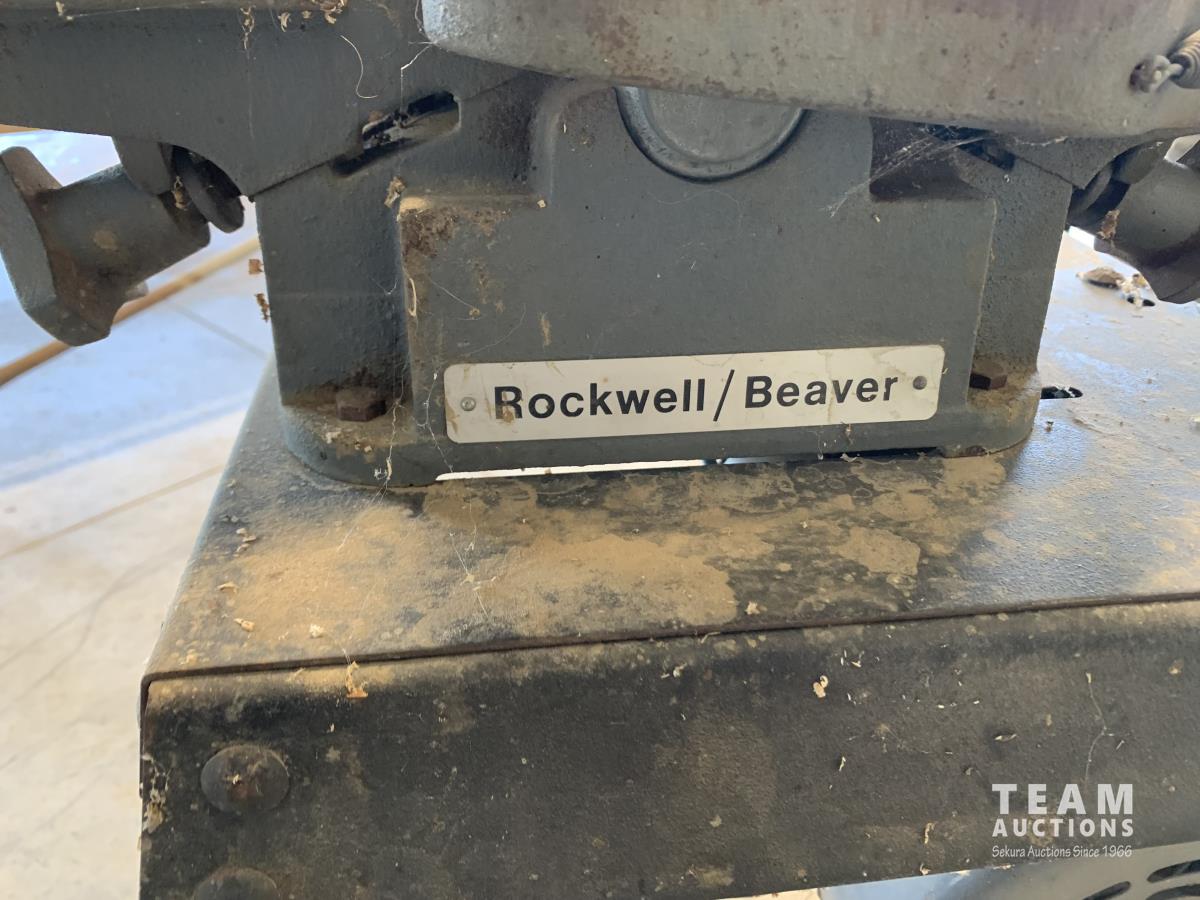 Rockwell/Beaver
TEAM
AUCTIONS
Sekura Auctions Since 1966